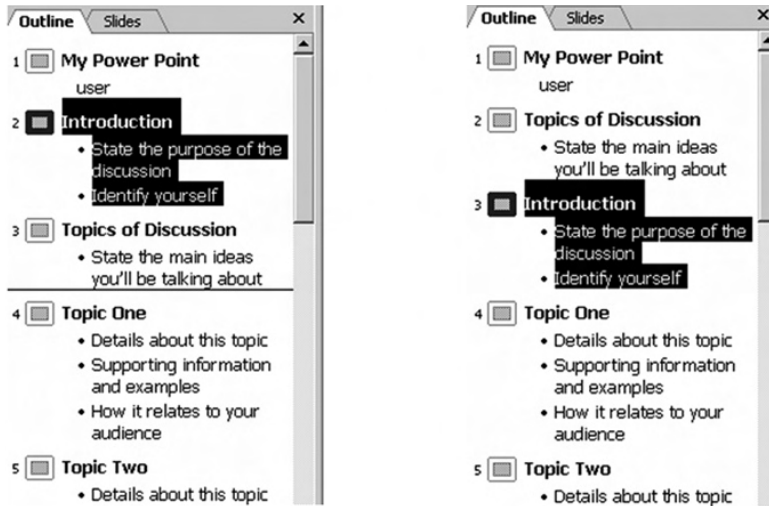 Outline Slides
1 My Power Point
user
2 Introduction
• State the purpose of the
discussion
• Identify yourself
3 Topics of Discussion
• State the main ideas
you'll be talking about
4 Topic One
• Details about this topic
• Supporting information
and examples
• How it relates to your
audience
5 Topic Two
• Details about this topic
Outline Slides
1 My Power Point
user
2 Topics of Discussion
• State the main ideas
you'll be talking about
3 Introduction
• State the purpose of the
discussion
• Identify yourself
4 Topic One
• Details about this topic
• Supporting information
and examples
• How it relates to your
audience
5 Topic Two
• Details about this topic